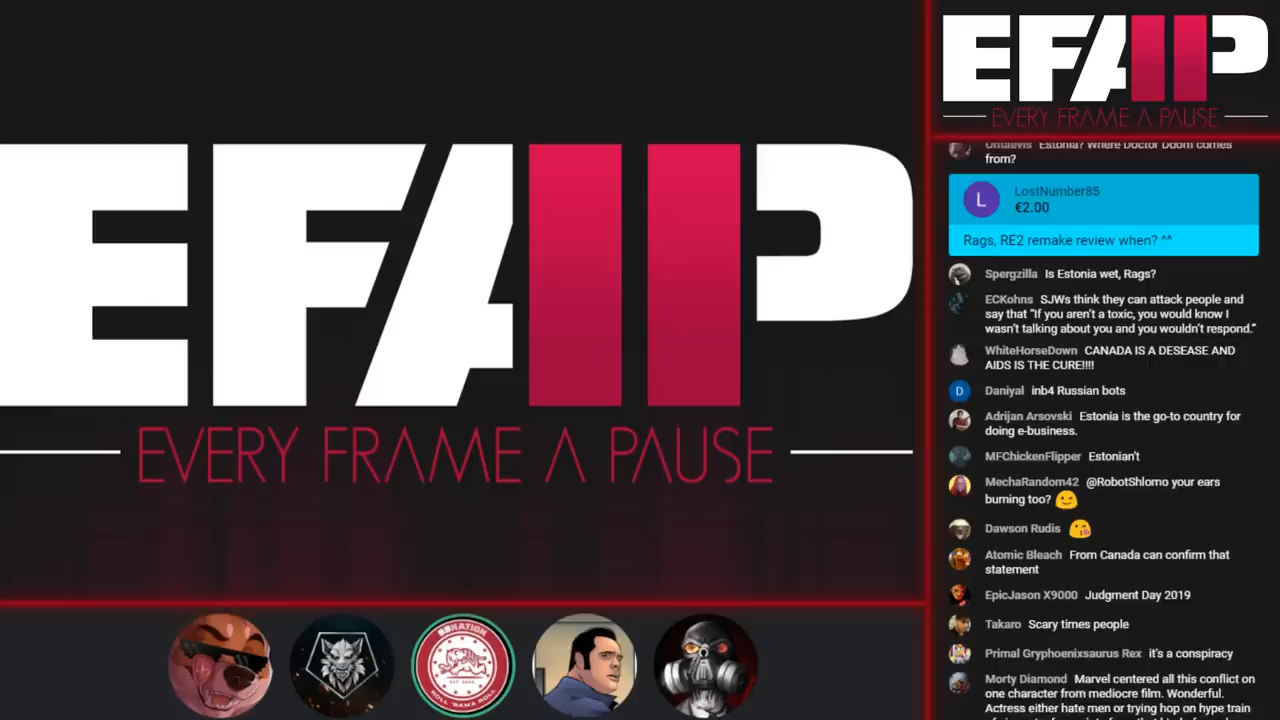 EFAP
EVERY FRAME A PAUSE
EFAP
EVERY FRAME A PAUSE
Estonia? Where Doctor Doom comes
from?
L
LostNumber85
€2.00
Rags, RE2 remake review when? ^^
Spergzilla Is Estonia wet, Rags?
ECKohns SJWs think they can attack people and
say that "If you aren't a toxic, you would know I
wasn't talking about you and you wouldn't respond."
WhiteHorseDown CANADA IS A DESEASE AND
AIDS IS THE CURE!!!!
D
Daniyal inb4 Russian bots
Adrijan Arsovski Estonia is the go-to country for
doing e-business.
MFChickenFlipper Estonian't
MechaRandom42 @RobotShlomo your ears
burning too?
Dawson Rudis
Atomic Bleach From Canada can confirm that
statement
EpicJason X9000 Judgment Day 2019
Takaro Scary times people
Primal Gryphoenixsaurus Rex it's a conspiracy
Morty Diamond Marvel centered all this conflict on
one character from mediocre film. Wonderful.
Actress either hate men or trying hop on hype train
NATION
ROLL 'BAMA ROLL